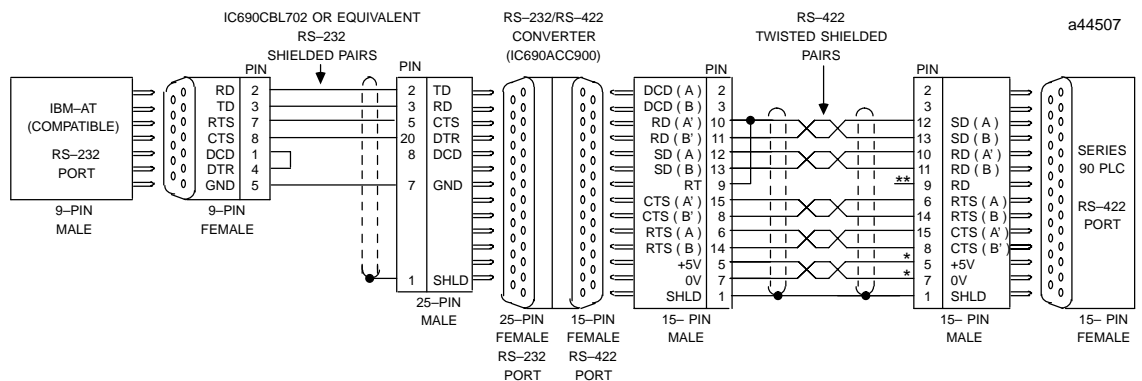 a44507
IC690CBL702 OR EQUIVALENT
RS–232
SHIELDED PAIRS
RS–232/RS–422
CONVERTER
(IC690ACC900)
RS–422
TWISTED SHIELDED
PAIRS
IBM–AT
(COMPATIBLE)
RS–232
PORT
9–PIN
MALE
PIN
RD 2
TD 3
RTS 7
CTS 8
DCD 1
DTR 4
GND 5
9–PIN
FEMALE
PIN
2 TD
3 RD
5 CTS
20 DTR
8 DCD
7 GND
1 SHLD
25–PIN
MALE
25–PIN
FEMALE
RS–232
PORT
15–PIN
FEMALE
RS–422
PORT
PIN
DCD ( A ) 2
DCD ( B ) 3
RD ( A' ) 10
RD ( B' ) 11
SD ( A ) 12
SD ( B ) 13
RT 9
CTS ( A' ) 15
CTS ( B' ) 8
RTS ( A ) 6
RTS ( B ) 14
+5V 5
0V 7
SHLD 1
15– PIN
MALE
PIN
2
3
12 SD ( A )
13 SD ( B )
10 RD ( A' )
11 RD ( B )
** 9 RD
6 RTS ( A )
14 RTS ( B )
15 CTS ( A' )
8 CTS ( B' )
* 5 +5V
* 7 0V
1 SHLD
15– PIN
MALE
SERIES
90 PLC
RS–422
PORT
15– PIN
FEMALE